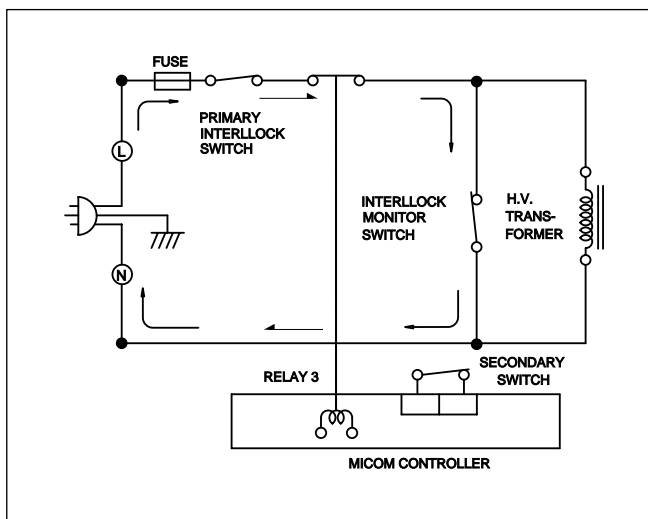 FUSE
PRIMARY
INTERLLOCK
SWITCH
L
INTERLLOCK
MONITOR
SWITCH
H.V.
TRANS-
FORMER
N
RELAY 3
SECONDARY
SWITCH
MICOM CONTROLLER